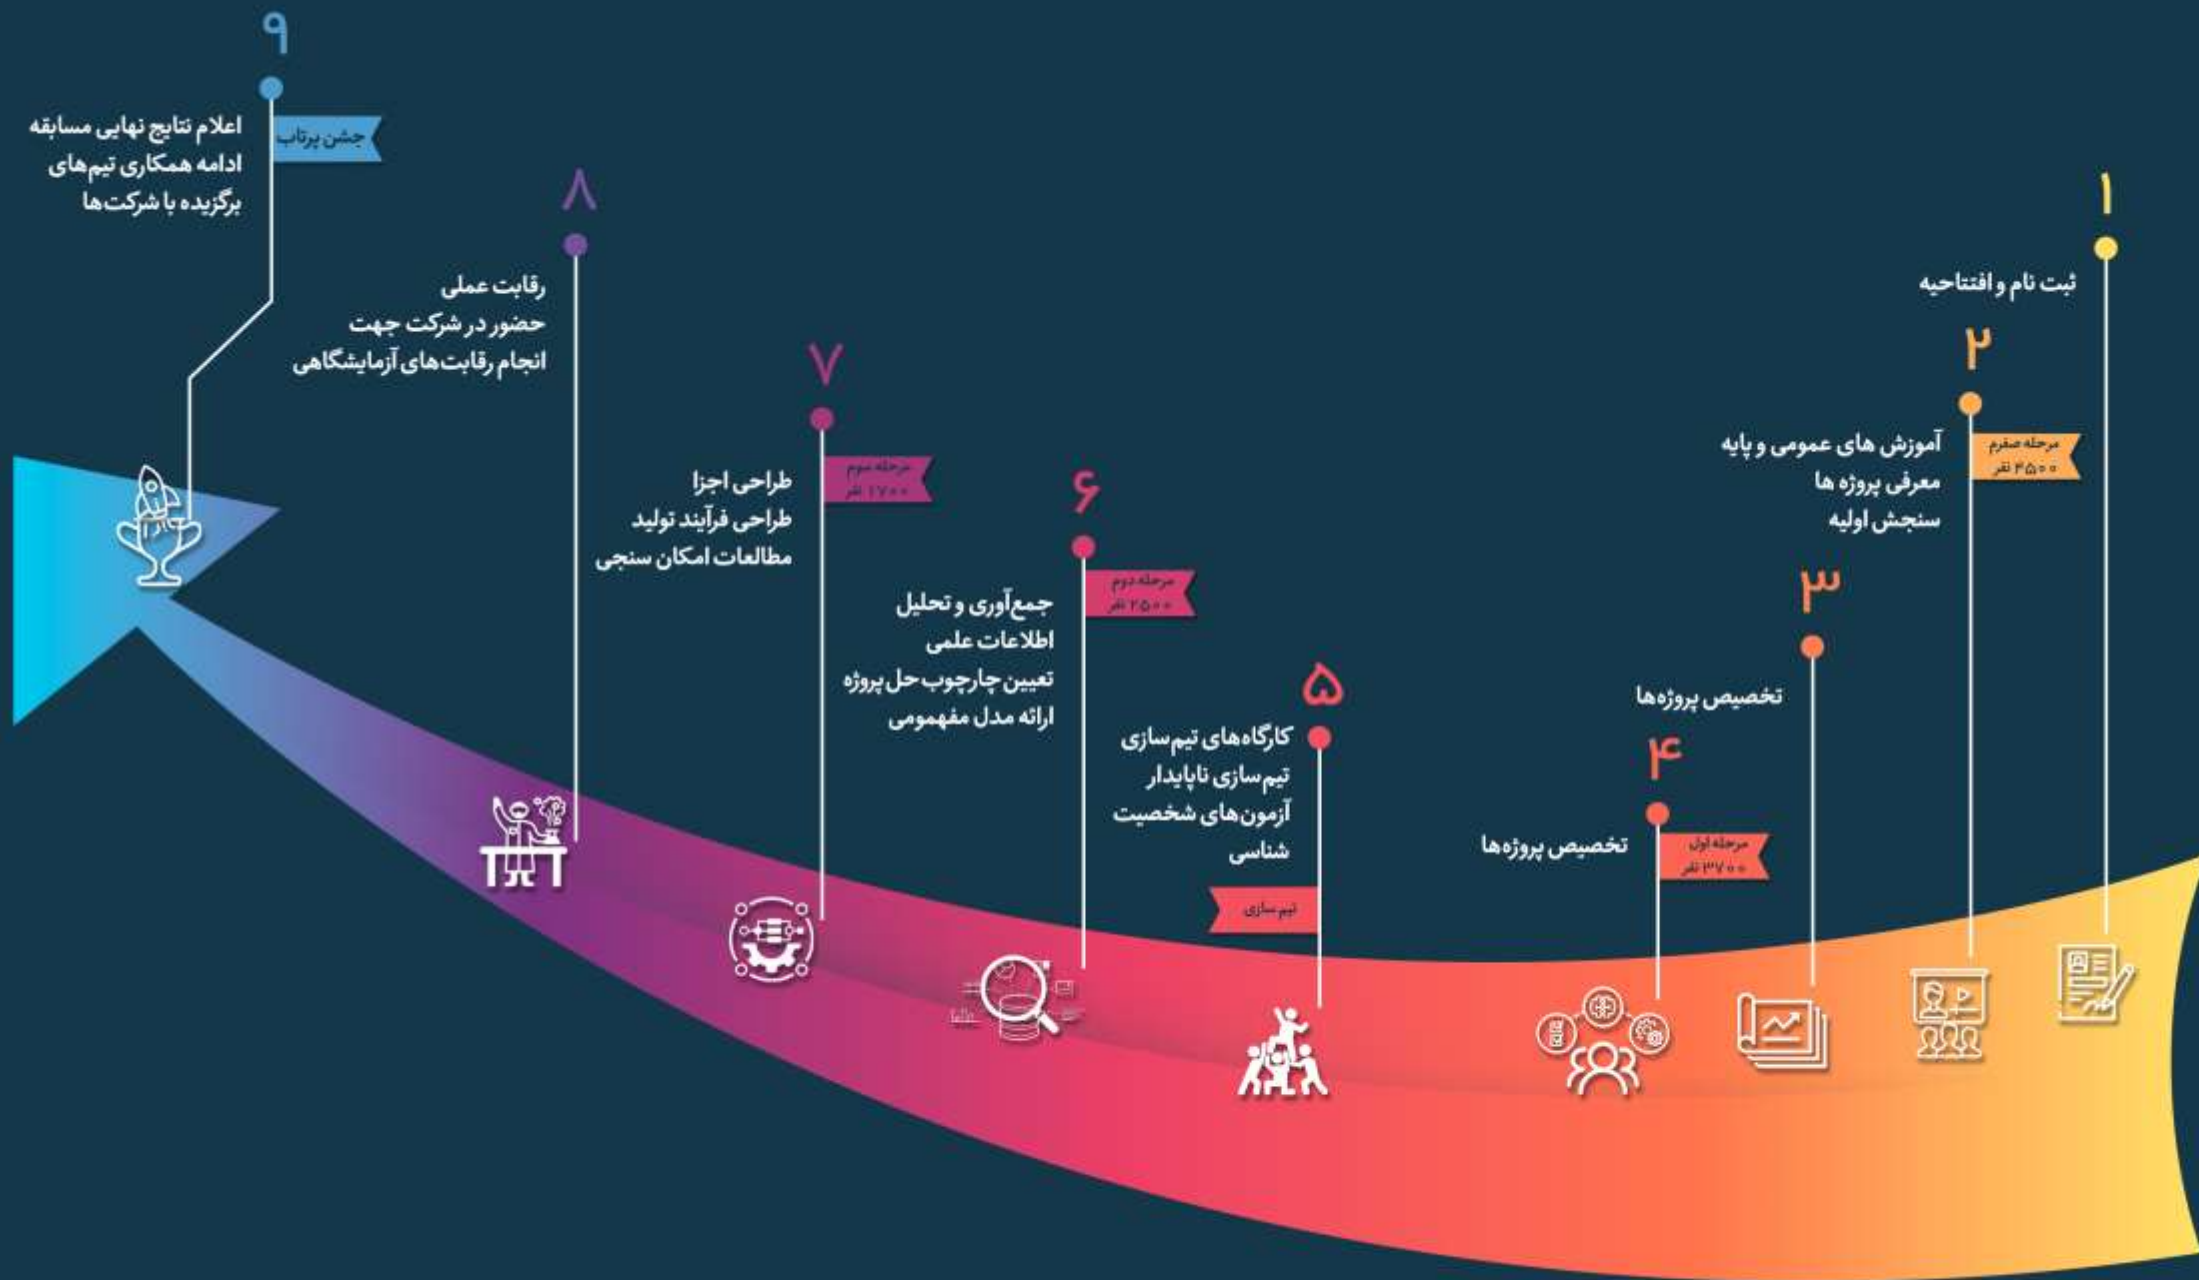 ۱
ثبت نام و افتتاحیه
۲
مرحله صفرم
۴۵۰۰ نفر
آموزش های عمومی و پایه
معرفی پروژه ها
سنجش اولیه
۳
تخصیص پروژه‌ها
۴
مرحله اول
۳۷۰۰ نفر
تخصیص پروژه‌ها
۵
کارگاه‌های تیم‌سازی
تیم‌سازی ناپایدار
آزمون‌های شخصیت
شناسی
تیم سازی
۶
مرحله دوم
۲۵۰۰ نفر
جمع‌آوری و تحلیل
اطلاعات علمی
تعیین چارچوب حل پروژه
ارائه مدل مفهمومی
۷
مرحله سوم
۱۷۰۰ نفر
طراحی اجزا
طراحی فرآیند تولید
مطالعات امکان سنجی
۸
رقابت عملی
حضور در شرکت جهت
انجام رقابت‌های آزمایشگاهی
۹
جشن پرتاب
اعلام نتایج نهایی مسابقه
ادامه همکاری تیم‌های
برگزیده با شرکت‌ها